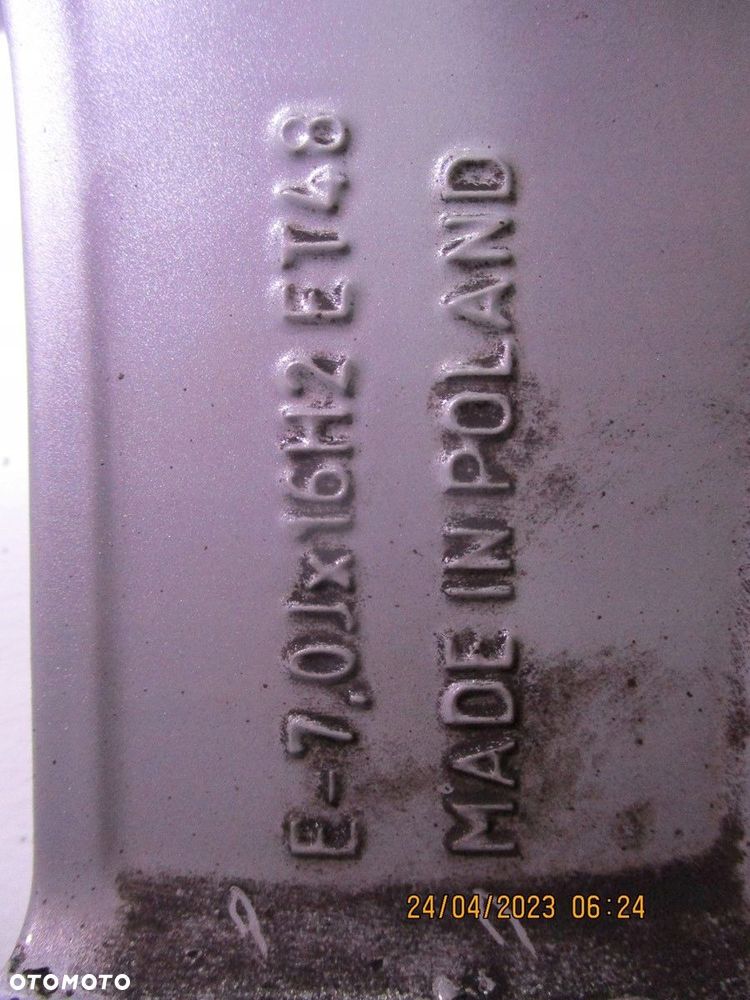 E-7,0Jx16H2 ET48
MADE IN POLAND
24/04/2023 06:24
OTOMOTO